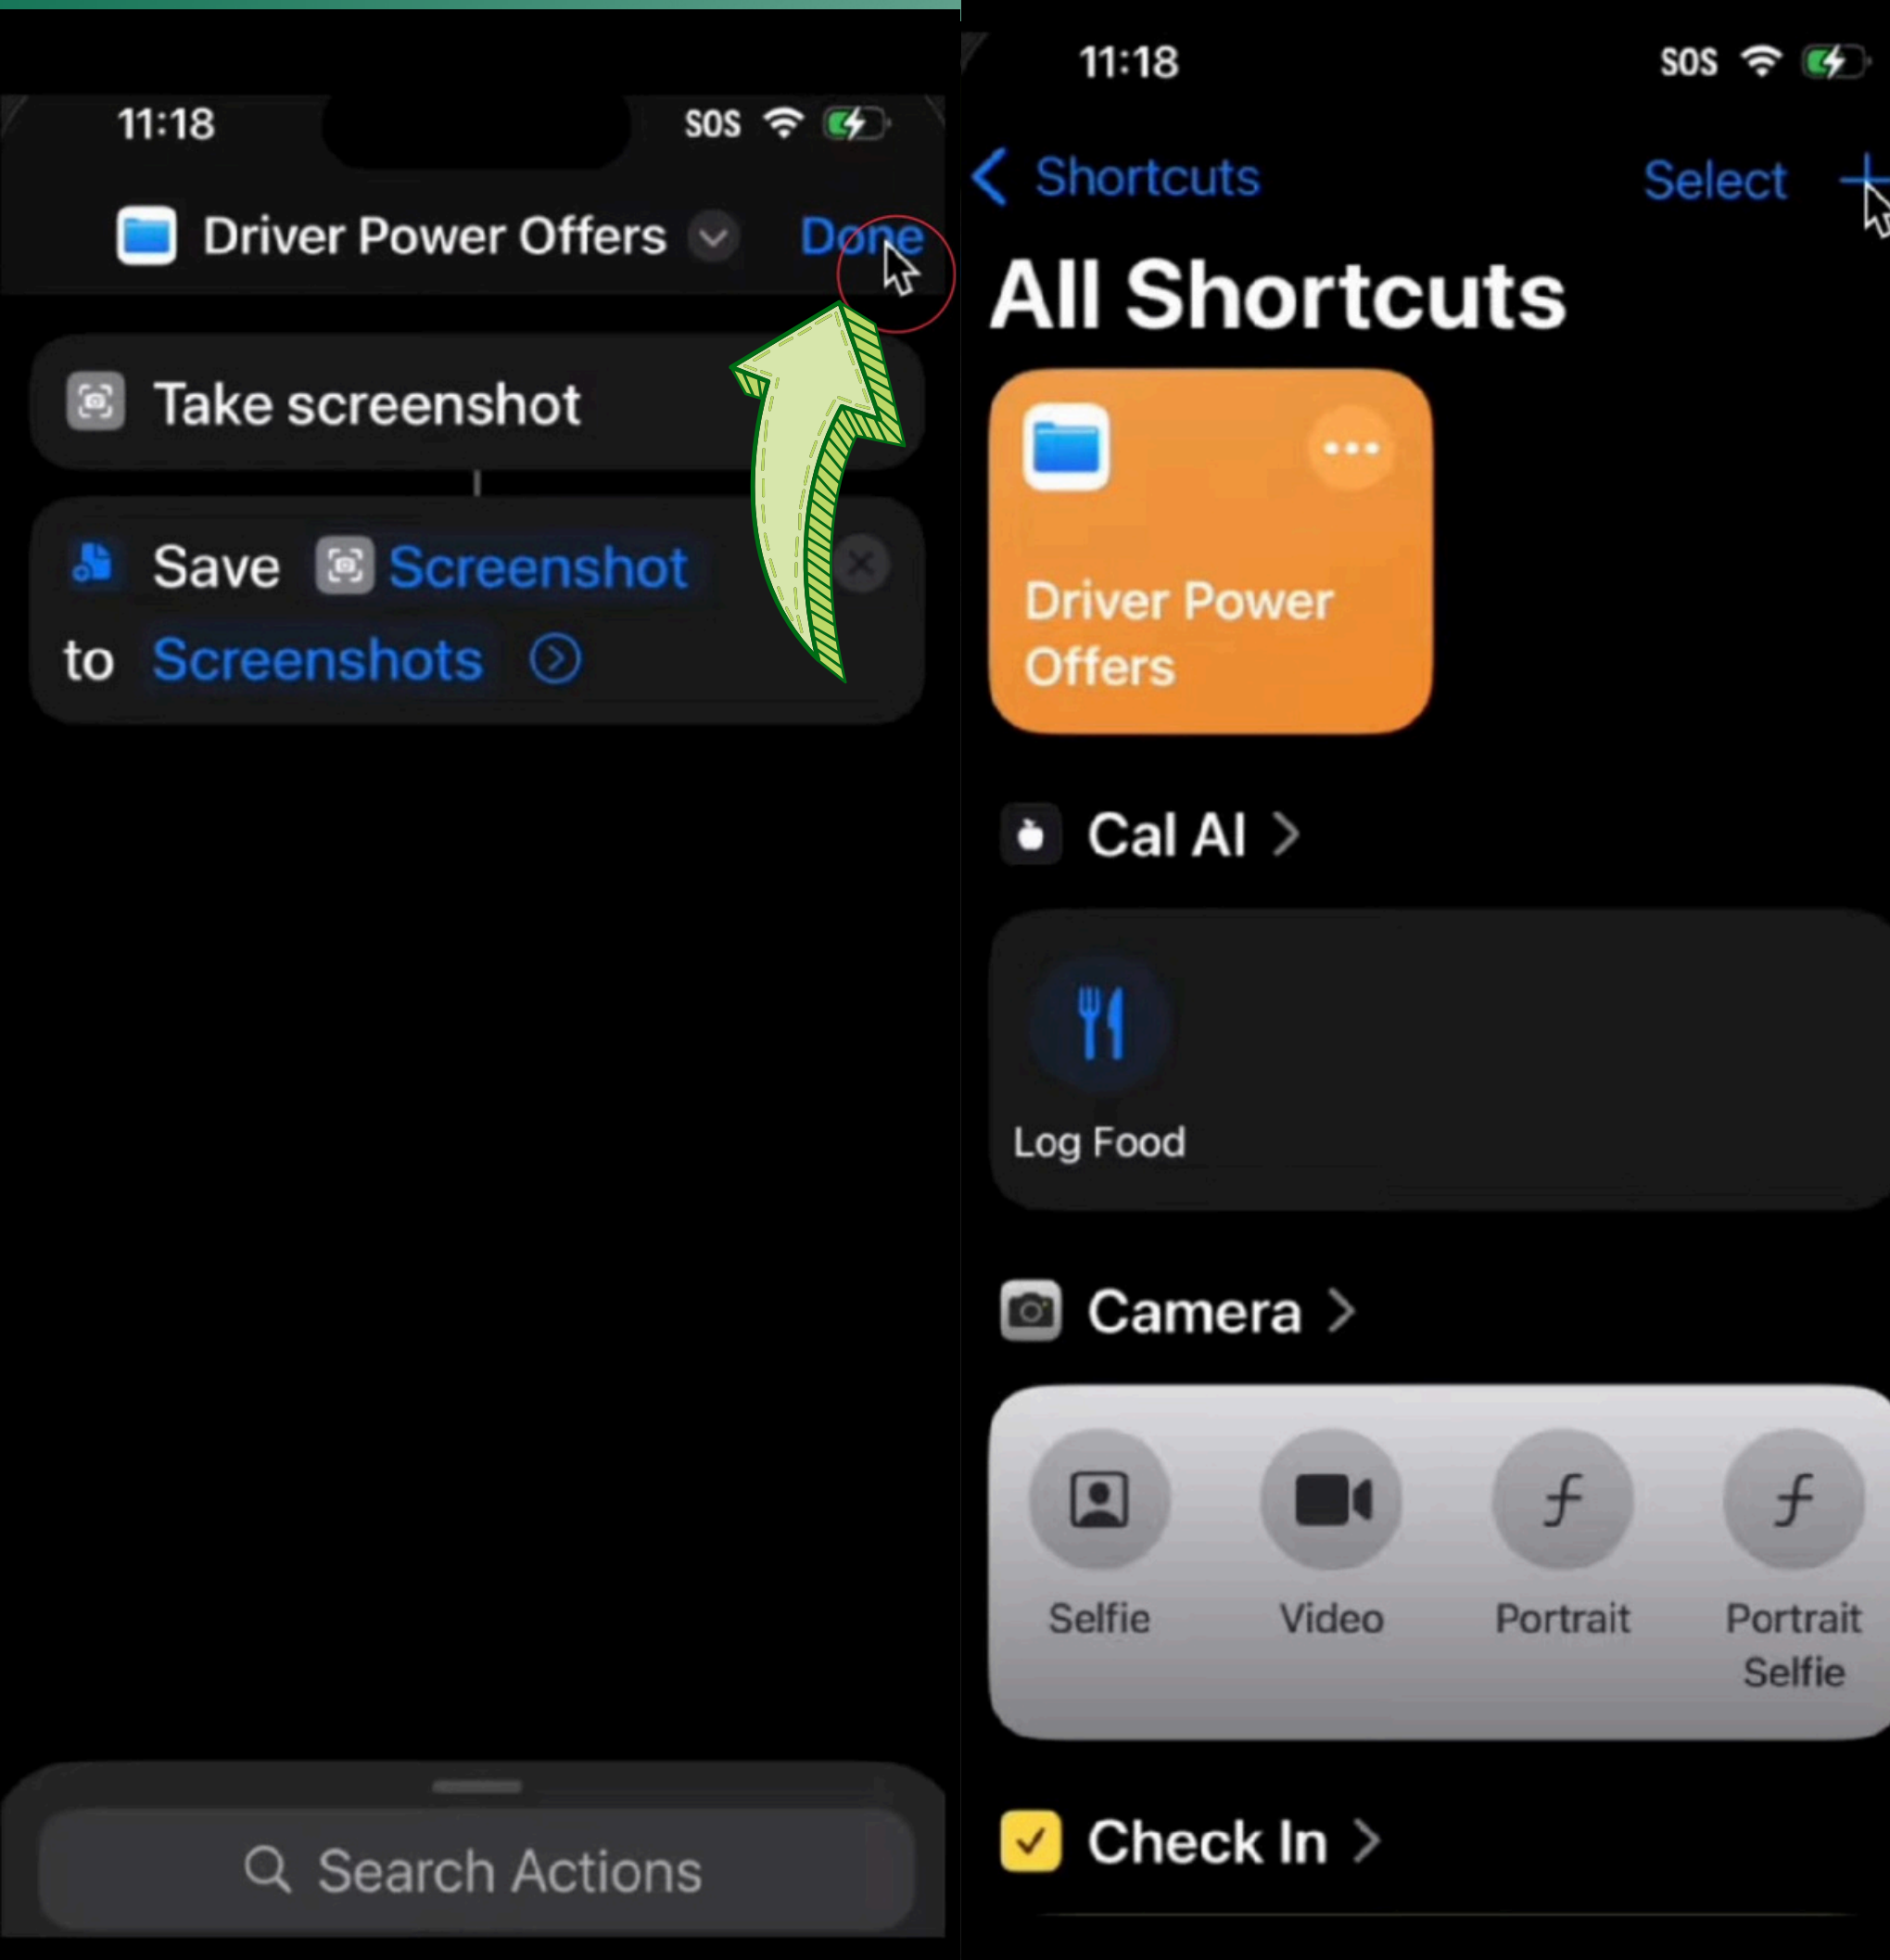 11:18
SOS
Driver Power Offers
Done
Take screenshot
Save Screenshot
to Screenshots
Search Actions
11:18
SOS
Shortcuts
Select
All Shortcuts
Driver Power
Offers
Cal AI
Log Food
Camera
Selfie
Video
Portrait
Portrait
Selfie
Check In